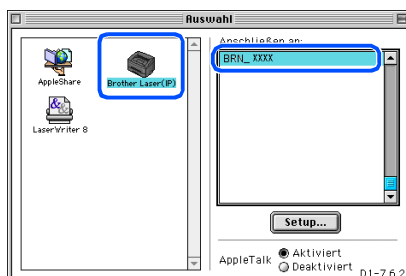 Auswahl
AppleShare
Brother Laser(IP)
LaserWriter 8
Anschließen an:
BRN_ XXXX
Setup...
AppleTalk
Aktiviert
Deaktiviert
D1-7.6.2